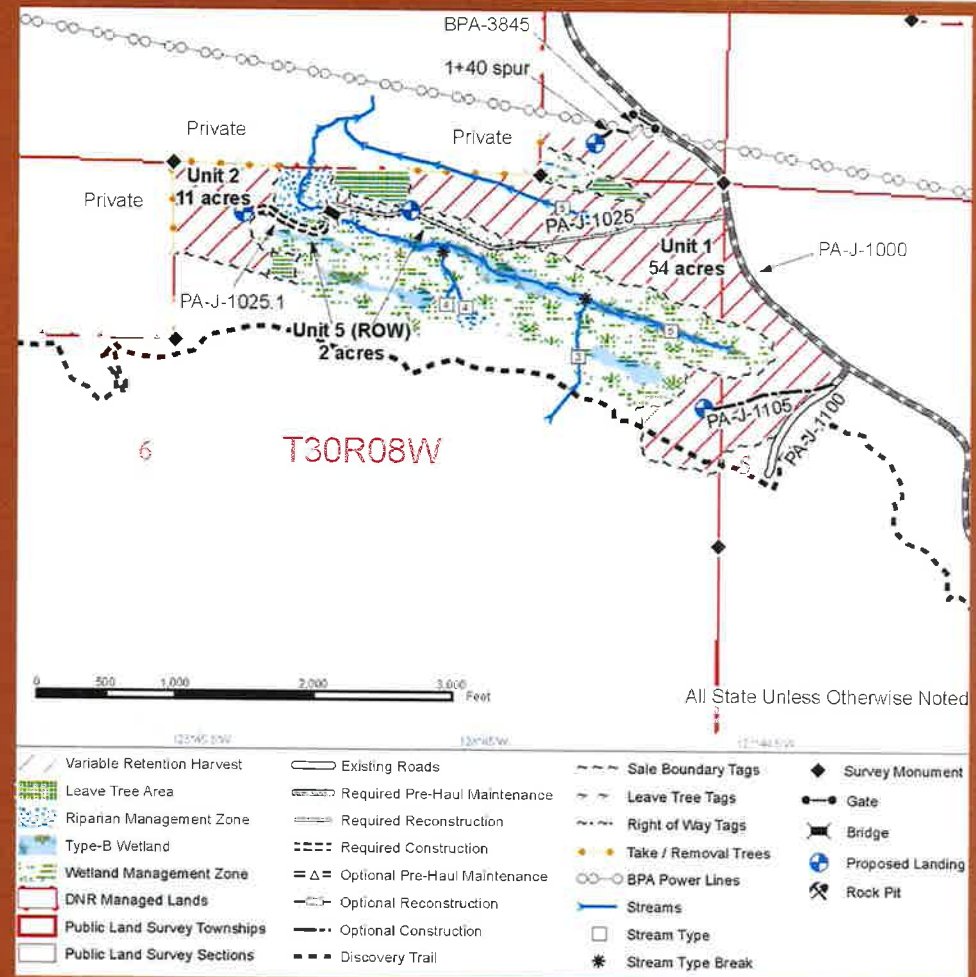 BPA-3845
1+40 spur
Private
Private
Private
Unit 2
11 acres
5
PA-J-1025
Unit 1
54 acres
PA-J-1000
PA-J-1025.1
4
4
5
Unit 5 (ROW)
2 acres
3
PA-J-1105
PA-J-1100
6
T30R08W
5
0
500
1,000
2,000
3,000
Feet
All State Unless Otherwise Noted
Variable Retention Harvest
Leave Tree Area
Riparian Management Zone
Type-B Wetland
Wetland Management Zone
DNR Managed Lands
Public Land Survey Townships
Public Land Survey Sections
Existing Roads
Required Pre-Haul Maintenance
Required Reconstruction
Required Construction
Optional Pre-Haul Maintenance
Optional Reconstruction
Optional Construction
Discovery Trail
Sale Boundary Tags
Leave Tree Tags
Right of Way Tags
Take / Removal Trees
BPA Power Lines
Streams
Stream Type
Stream Type Break
Survey Monument
Gate
Bridge
Proposed Landing
Rock Pit